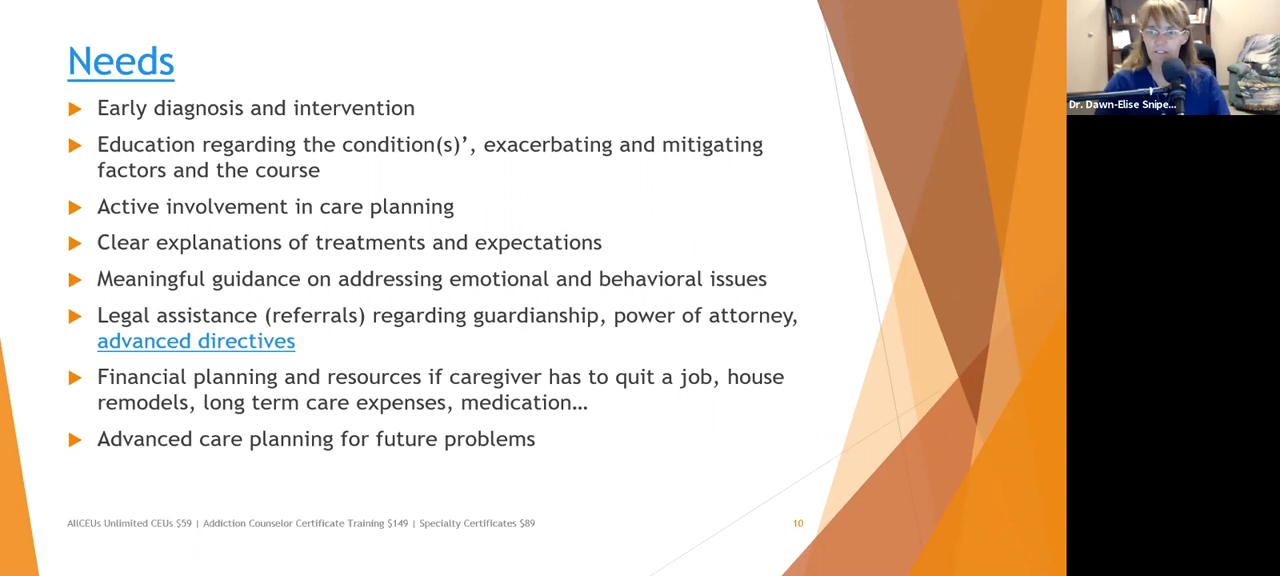 Needs
Early diagnosis and intervention
Education regarding the condition(s)’, exacerbating and mitigating
factors and the course
Active involvement in care planning
Clear explanations of treatments and expectations
Meaningful guidance on addressing emotional and behavioral issues
Legal assistance (referrals) regarding guardianship, power of attorney,
advanced directives
Financial planning and resources if caregiver has to quit a job, house
remodels, long term care expenses, medication…
Advanced care planning for future problems
AllCEUs Unlimited CEUs $59 | Addiction Counselor Certificate Training $149 | Specialty Certificates $89
10
Dr. Dawn-Elise Snipe...